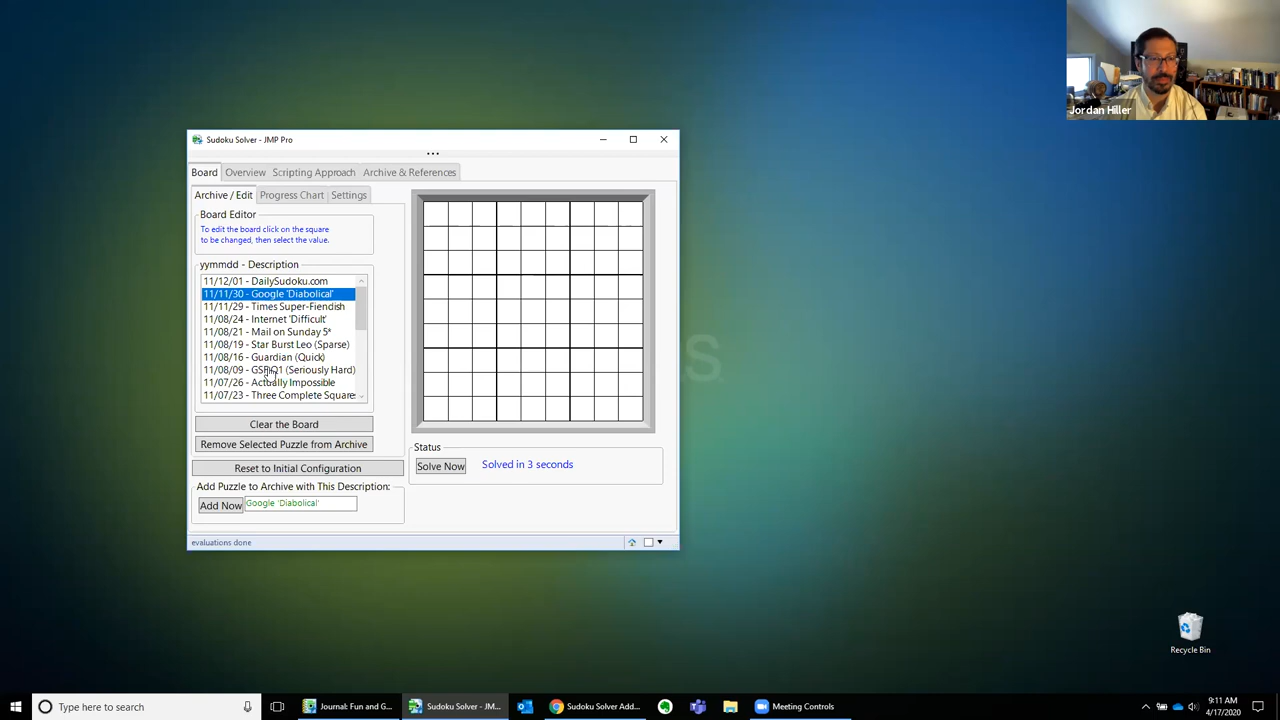 Jordan Hiller
Sudoku Solver - JMP Pro
Board Overview Scripting Approach Archive & References
Archive / Edit Progress Chart Settings
Board Editor
To edit the board click on the square
to be changed, then select the value.
yymmdd - Description
11/12/01 - DailySudoku.com
11/11/30 - Google 'Diabolical'
11/11/29 - Times Super-Fiendish
11/08/24 - Internet 'Difficult'
11/08/21 - Mail on Sunday 5*
11/08/19 - Star Burst Leo (Sparse)
11/08/16 - Guardian (Quick)
11/08/09 - (Seriously Hard)
11/07/26 - Actually Impossible
11/07/23 - Three Complete Square
Clear the Board
Remove Selected Puzzle from Archive
Reset to Initial Configuration
Add Puzzle to Archive with This Description:
Add Now Google 'Diabolical'
Status
Solve Now Solved in 3 seconds
evaluations done
Recycle Bin
Type here to search
Journal: Fun and G...
Sudoku Solver - JM...
Sudoku Solver Add...
Meeting Controls
9:11 AM
4/17/2020